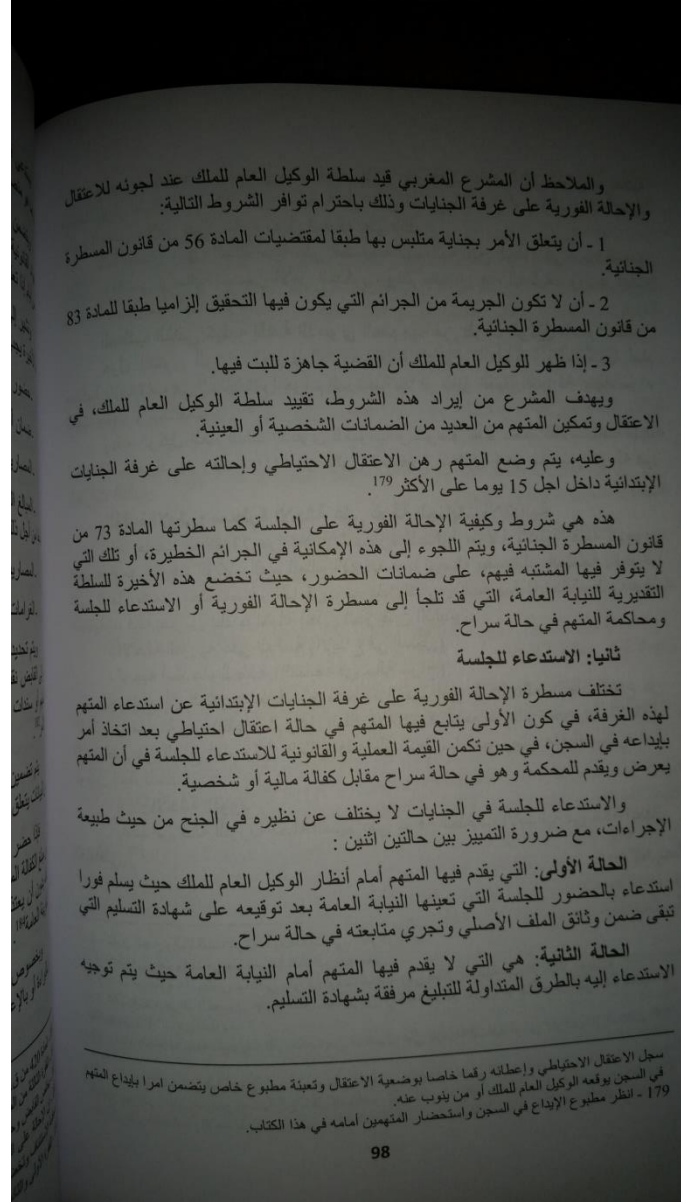 والملاحظ أن المشرع المغربي قيد سلطة الوكيل العام للملك عند لجوئه للاعتقال
والإحالة الفورية على غرفة الجنايات وذلك باحترام توافر الشروط التالية:
1 - أن يتعلق الأمر بجناية متلبس بها طبقا لمقتضيات المادة 56 من قانون المسطرة
الجنائية.
2 - أن لا تكون الجريمة من الجرائم التي يكون فيها التحقيق إلزاميا طبقا للمادة 83
من قانون المسطرة الجنائية.
3 - إذا ظهر للوكيل العام للملك أن القضية جاهزة للبت فيها.
ويهدف المشرع من إيراد هذه الشروط، تقييد سلطة الوكيل العام للملك، في
الاعتقال وتمكين المتهم من العديد من الضمانات الشخصية أو العينية.
وعليه، يتم وضع المتهم رهن الاعتقال الاحتياطي وإحالته على غرفة الجنايات
الإبتدائية داخل اجل 15 يوما على الأكثر179.
هذه هي شروط وكيفية الإحالة الفورية على الجلسة كما سطرتها المادة 73 من
قانون المسطرة الجنائية، ويتم اللجوء إلى هذه الإمكانية في الجرائم الخطيرة، أو تلك التي
لا يتوفر فيها المشتبه فيهم، على ضمانات الحضور، حيث تخضع هذه الأخيرة للسلطة
التقديرية للنيابة العامة، التي قد تلجأ إلى مسطرة الإحالة الفورية أو الاستدعاء للجلسة
ومحاكمة المتهم في حالة سراح.
ثانيا: الاستدعاء للجلسة
تختلف مسطرة الإحالة الفورية على غرفة الجنايات الإبتدائية عن استدعاء المتهم
لهذه الغرفة، في كون الأولى يتابع فيها المتهم في حالة اعتقال احتياطي بعد اتخاذ أمر
بإيداعه في السجن، في حين تكمن القيمة العملية والقانونية للاستدعاء للجلسة في أن المتهم
يعرض ويقدم للمحكمة وهو في حالة سراح مقابل كفالة مالية أو شخصية.
والاستدعاء للجلسة في الجنايات لا يختلف عن نظيره في الجنح من حيث طبيعة
الإجراءات، مع ضرورة التمييز بين حالتين اثنتين :
الحالة الأولى: التي يقدم فيها المتهم أمام أنظار الوكيل العام للملك حيث يسلم فورا
استدعاء بالحضور للجلسة التي تعينها النيابة العامة بعد توقيعه على شهادة التسليم التي
تبقى ضمن وثائق الملف الأصلي وتجري متابعته في حالة سراح.
الحالة الثانية: هي التي لا يقدم فيها المتهم أمام النيابة العامة حيث يتم توجيه
الاستدعاء إليه بالطرق المتداولة للتبليغ مرفقة بشهادة التسليم.
سجل الاعتقال الاحتياطي وإعطائه رقما خاصا بوضعية الاعتقال وتعبئة مطبوع خاص يتضمن امرا بإيداع المتهم
في السجن يوقعه الوكيل العام للملك أو من ينوب عنه.
179 - انظر مطبوع الإيداع في السجن واستحضار المتهمين أمامه في هذا الكتاب.
98